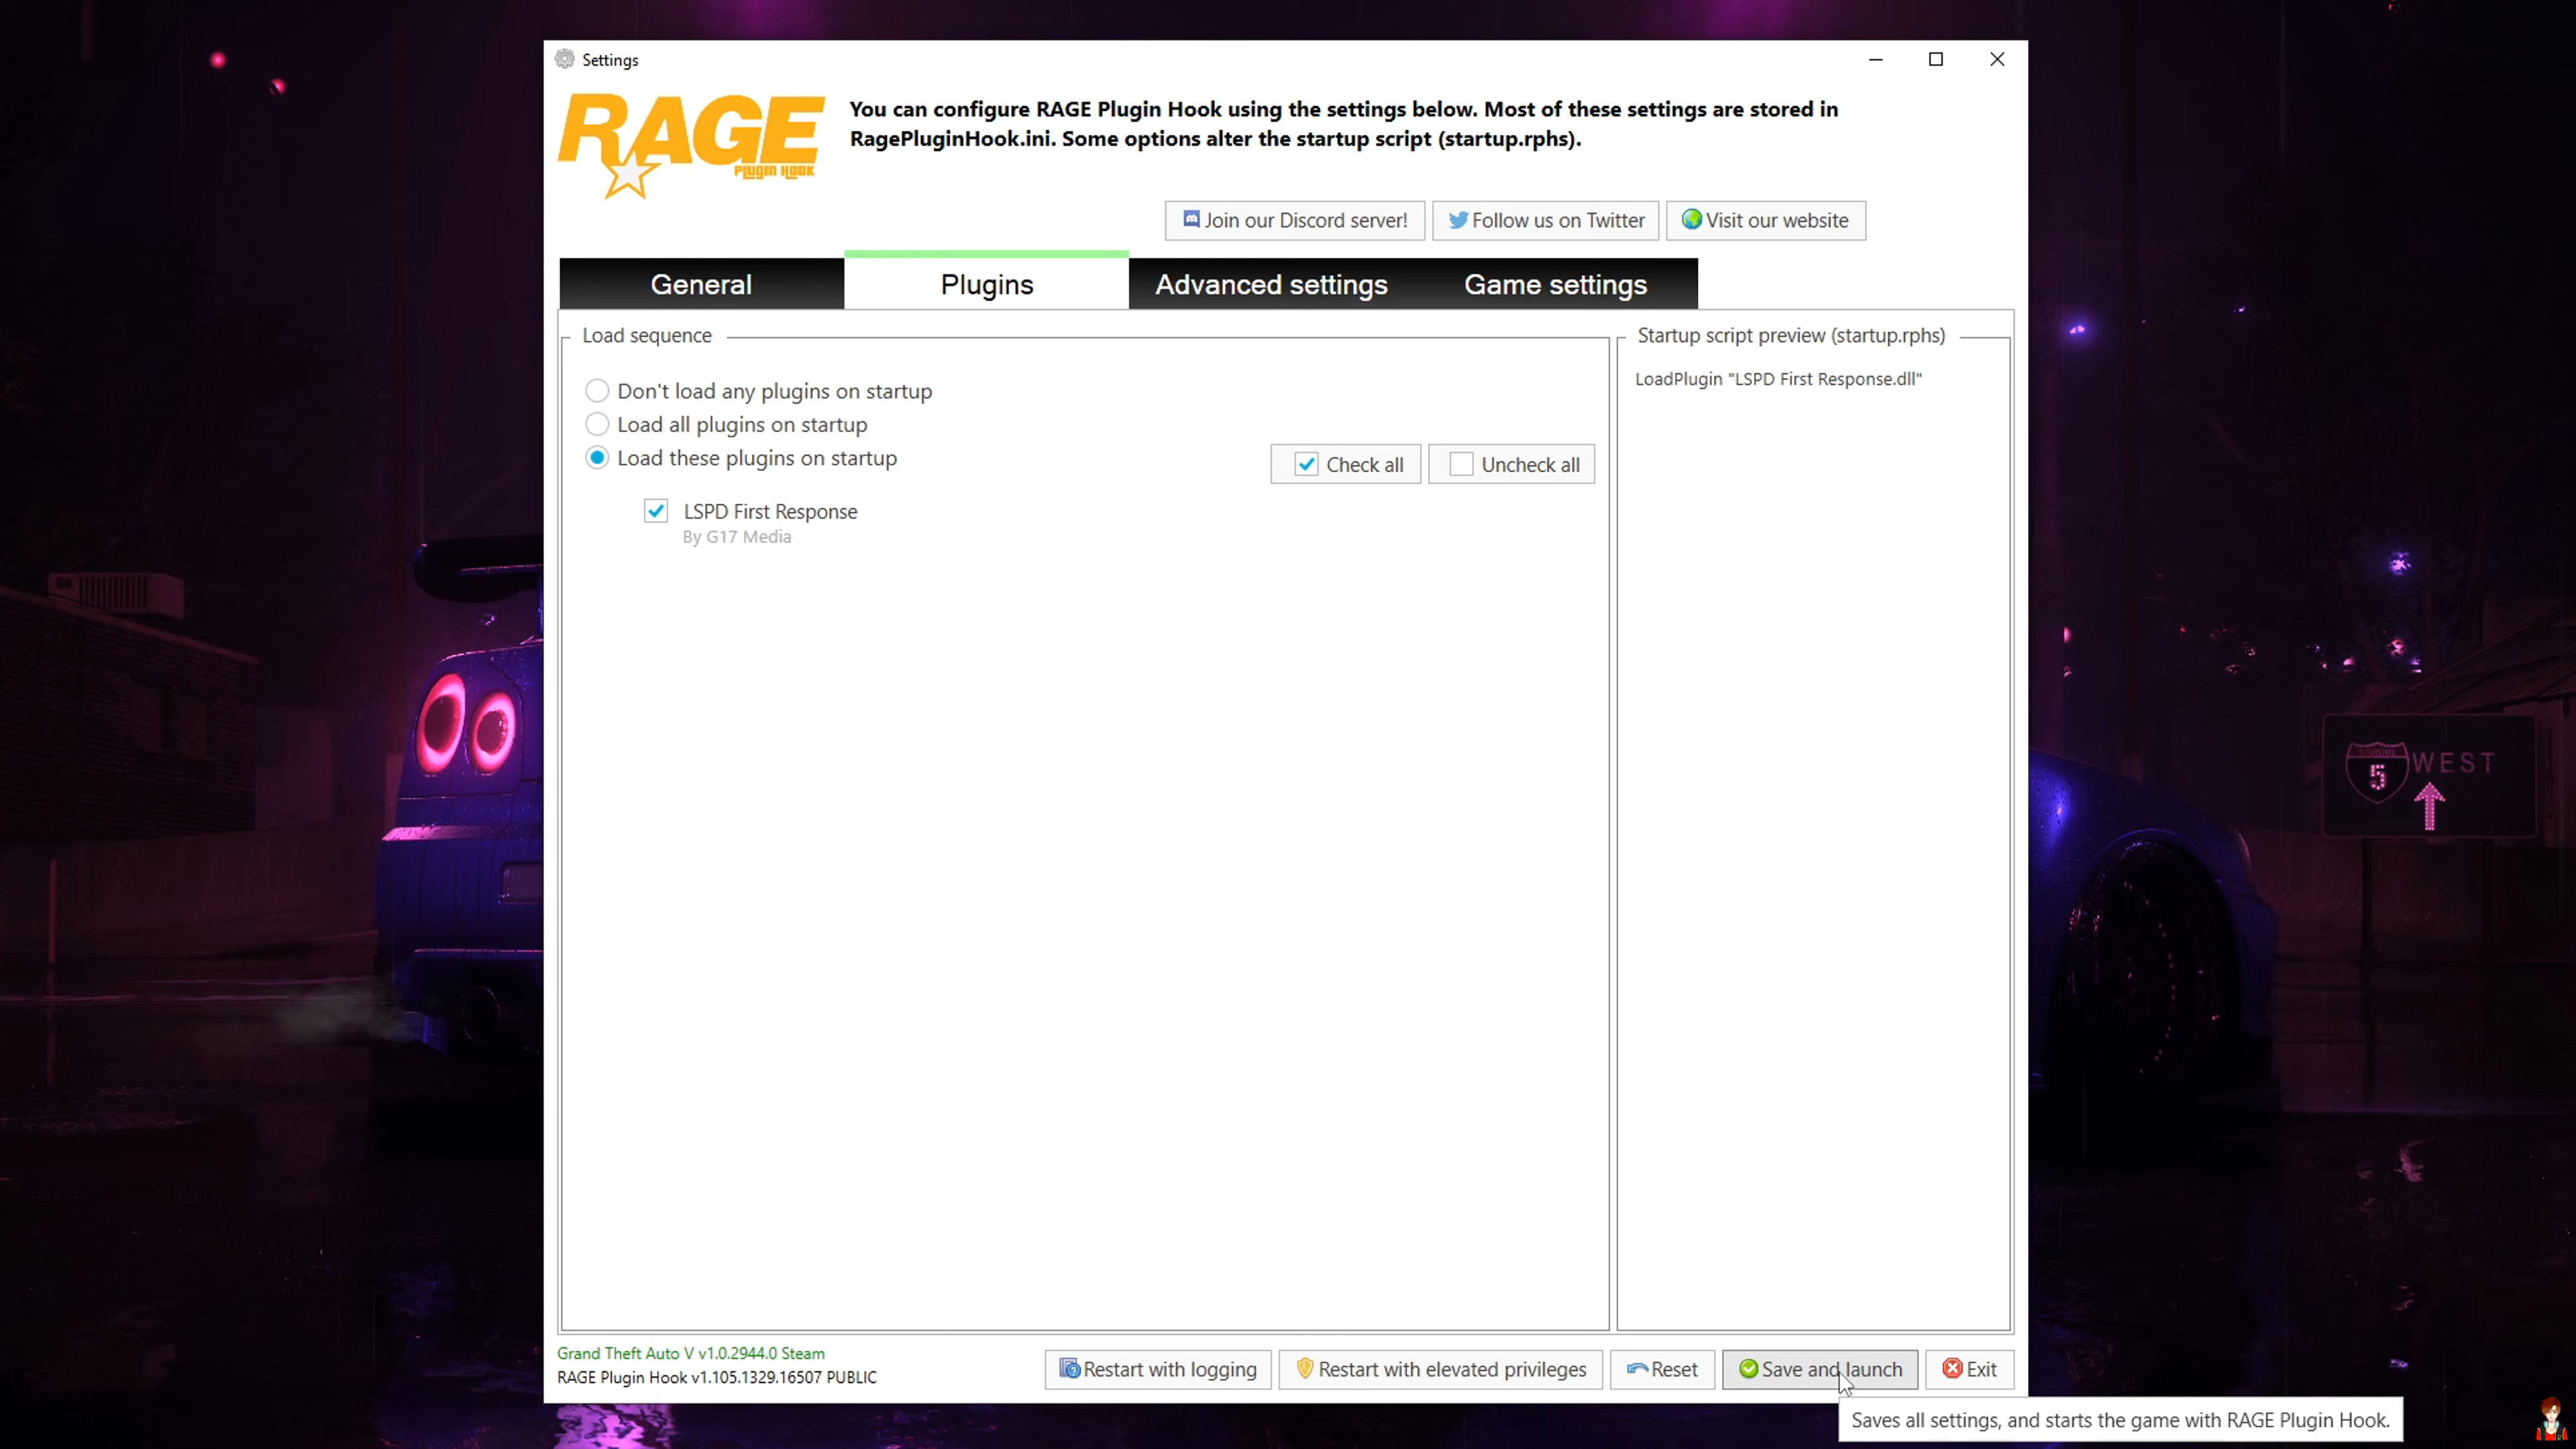 Settings
RAGE
PLUGIN HOOK
You can configure RAGE Plugin Hook using the settings below. Most of these settings are stored in
RagePluginHook.ini. Some options alter the startup script (startup.rphs).
Join our Discord server!
Follow us on Twitter
Visit our website
General
Plugins
Advanced settings
Game settings
Load sequence
Don't load any plugins on startup
Load all plugins on startup
Load these plugins on startup
Check all
Uncheck all
LSPD First Response
By G17 Media
Startup script preview (startup.rphs)
LoadPlugin "LSPD First Response.dll"
INTERSTATE
5
WEST
Grand Theft Auto V v1.0.2944.0 Steam
RAGE Plugin Hook v1.105.1329.16507 PUBLIC
Restart with logging
Restart with elevated privileges
Reset
Save and launch
Exit
Saves all settings, and starts the game with RAGE Plugin Hook.